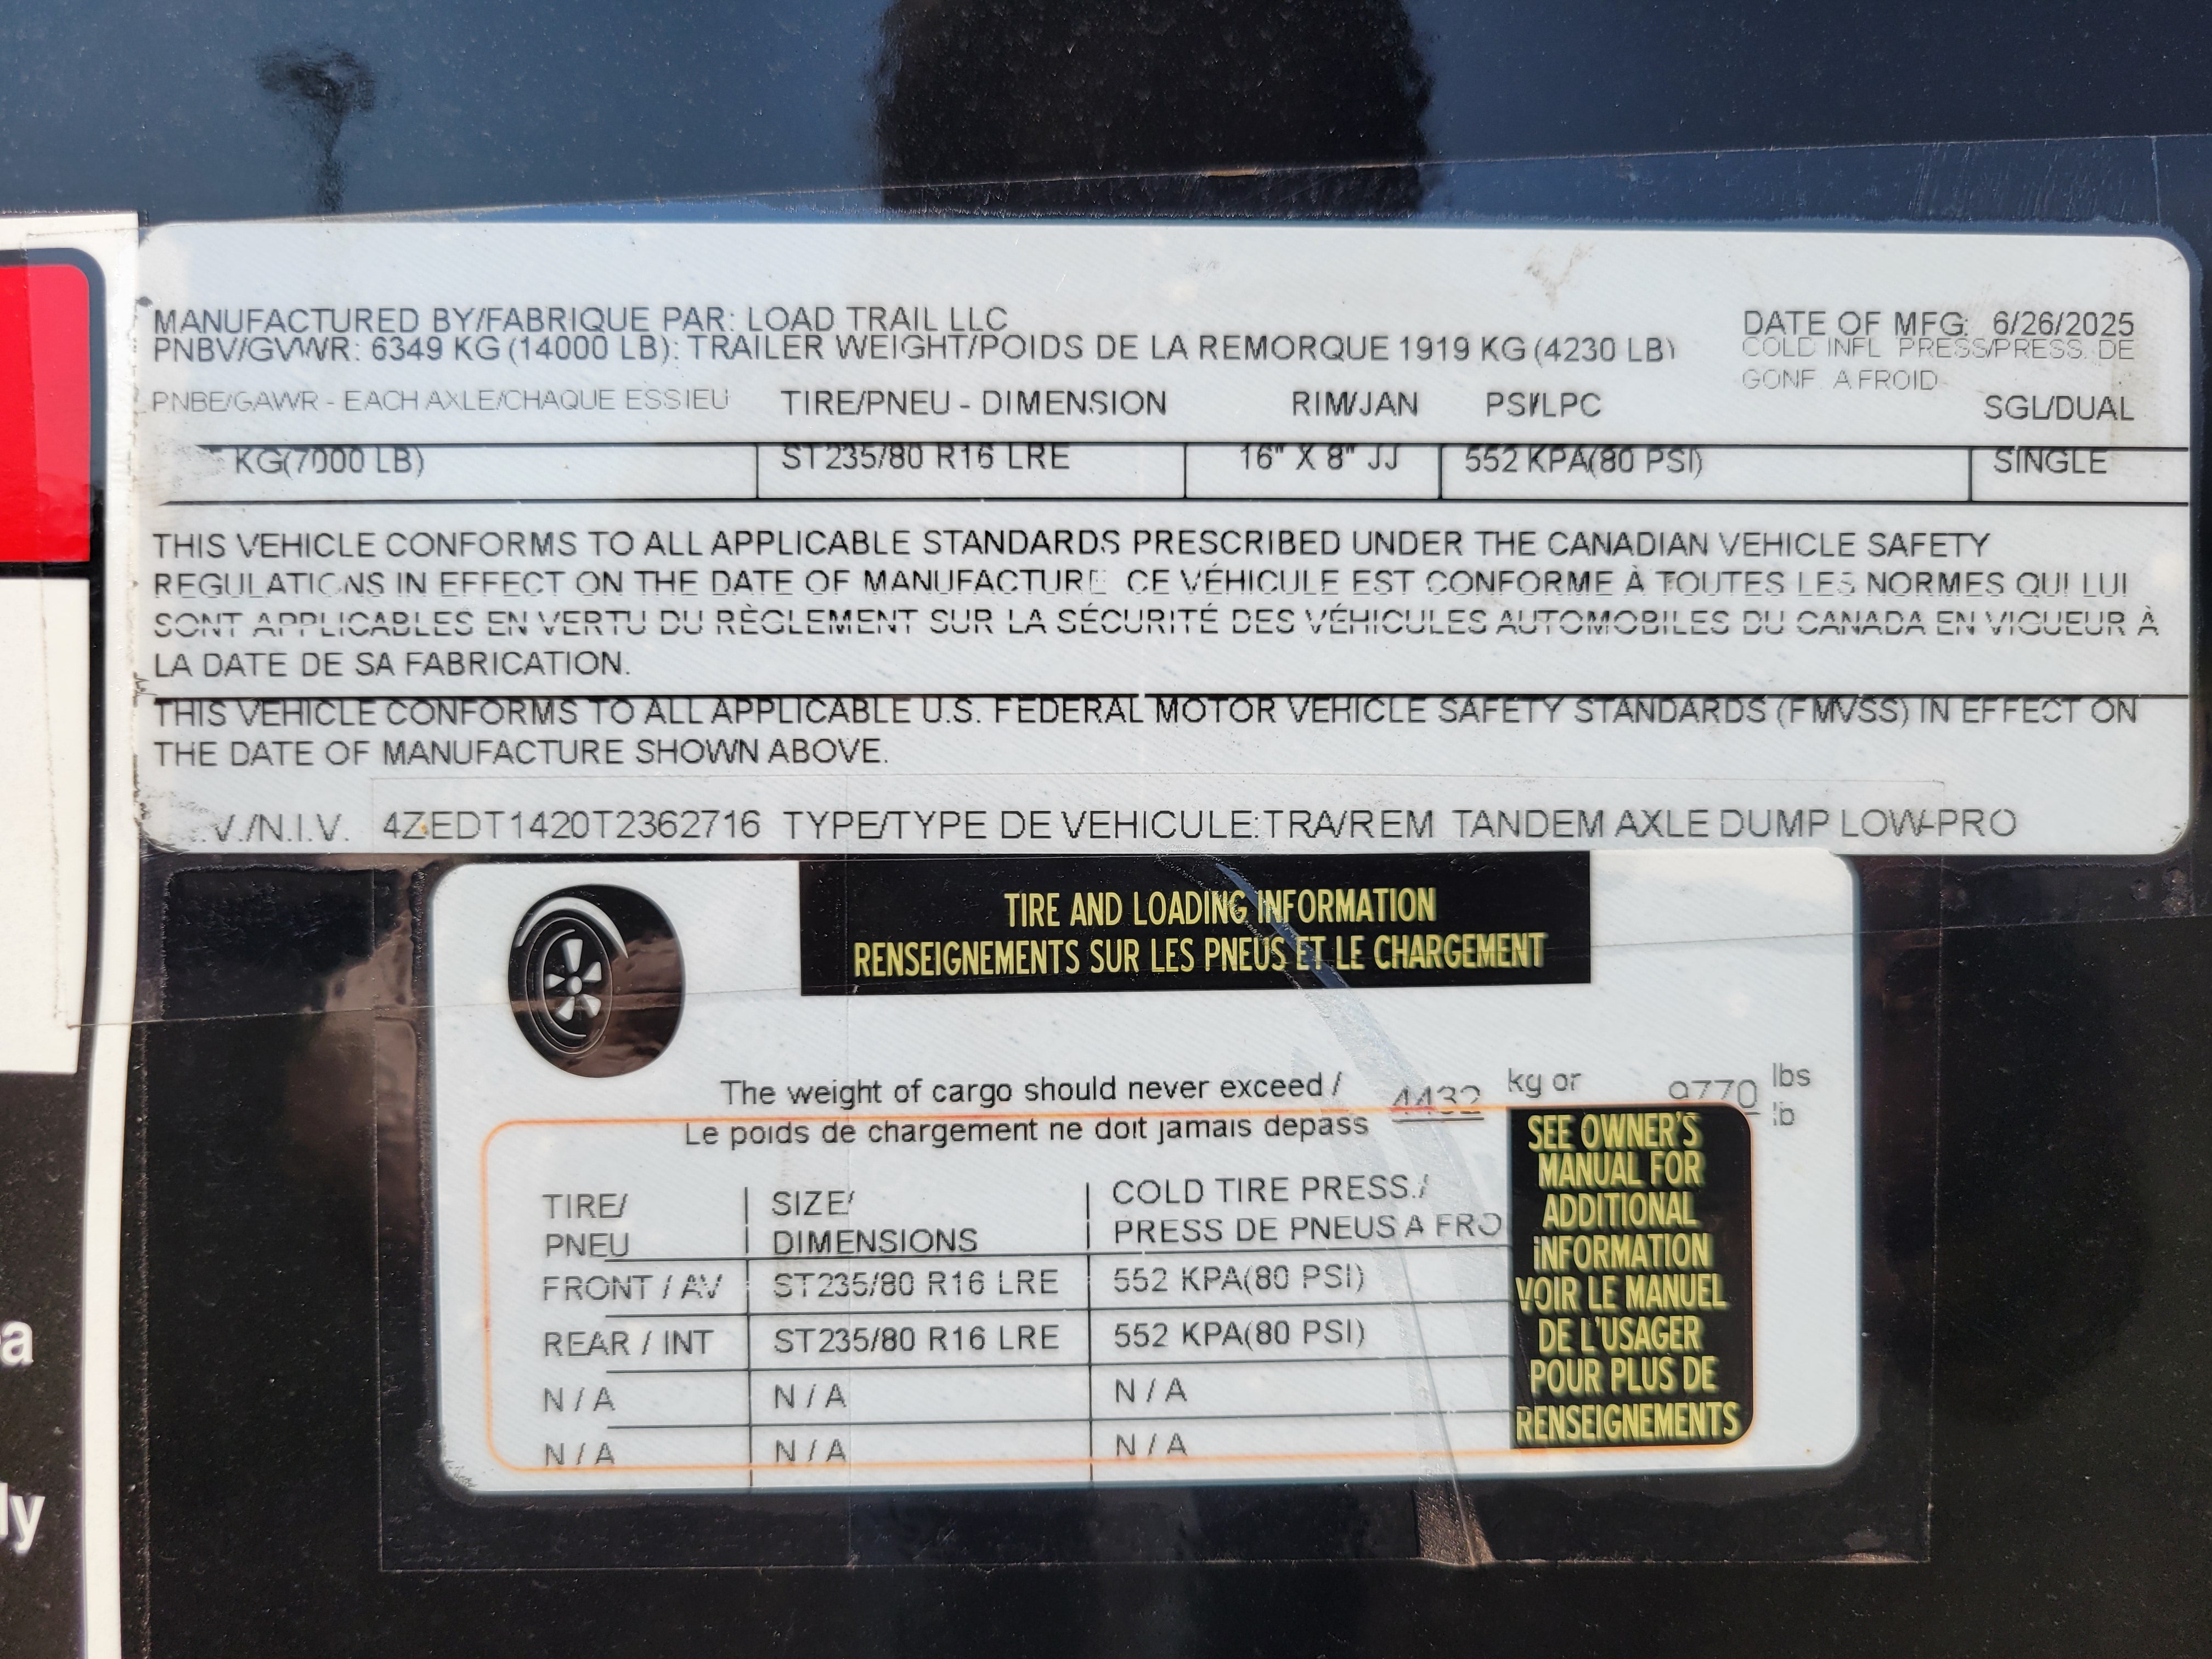 MANUFACTURED BY/FABRIQUE PAR: LOAD TRAIL LLC
DATE OF MFG: 6/26/2025
PNBV/GVWR: 6349 KG (14000 LB): TRAILER WEIGHT/POIDS DE LA REMORQUE 1919 KG (4230 LB)
COLD INFL PRESS/PRESS. DE
GONF. A FROID-
PNBE/GAWR - EACH AXLE/CHAQUE ESSIEU TIRE/PNEU - DIMENSION RIM/JAN PSI/LPC SGL/DUAL
KG(7000 LB) ST235/80 R16 LRE 16" X 8" JJ 552 KPA(80 PSI) SINGLE
THIS VEHICLE CONFORMS TO ALL APPLICABLE STANDARDS PRESCRIBED UNDER THE CANADIAN VEHICLE SAFETY
REGULATIONS IN EFFECT ON THE DATE OF MANUFACTURE CE VÉHICULE EST CONFORME À TOUTES LES NORMES QUI LUI
SONT APPLICABLES EN VERTU DU RÈGLEMENT SUR LA SÉCURITÉ DES VÉHICULES AUTOMOBILES DU CANADA EN VIGUEUR À
LA DATE DE SA FABRICATION.
THIS VEHICLE CONFORMS TO ALL APPLICABLE U.S. FEDERAL MOTOR VEHICLE SAFETY STANDARDS (FMVSS) IN EFFECT ON
THE DATE OF MANUFACTURE SHOWN ABOVE.
V./N.I.V. 4ZEDT1420T2362716 TYPE/TYPE DE VEHICULE:TRA/REM TANDEM AXLE DUMP LOW-PRO
TIRE AND LOADING INFORMATION
RENSEIGNEMENTS SUR LES PNEUS ET LE CHARGEMENT
The weight of cargo should never exceed / 4432 kg or 9770 lbs
Le poids de chargement ne doit jamais depass lb
TIRE/ SIZE/ COLD TIRE PRESS./
PNEU DIMENSIONS PRESS DE PNEUS A FRO
FRONT / AV ST235/80 R16 LRE 552 KPA(80 PSI)
REAR / INT ST235/80 R16 LRE 552 KPA(80 PSI)
N / A N / A N / A
N / A N / A N / A
SEE OWNER'S
MANUAL FOR
ADDITIONAL
INFORMATION
VOIR LE MANUEL
DE L'USAGER
POUR PLUS DE
RENSEIGNEMENTS